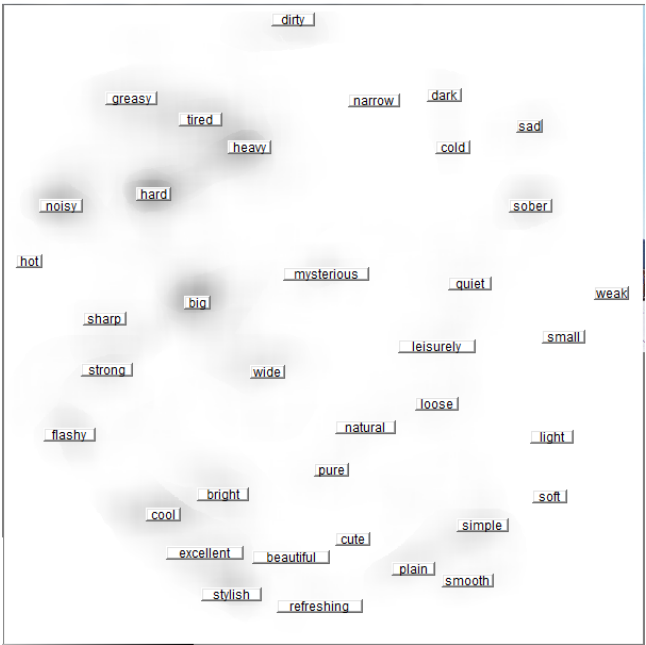 dirty
greasy
narrow
dark
tired
sad
heavy
cold
hard
noisy
sober
hot
mysterious
quiet
weak
big
sharp
small
leisurely
strong
wide
loose
natural
flashy
light
pure
bright
soft
cool
simple
cute
excellent
beautiful
plain
smooth
stylish
refreshing